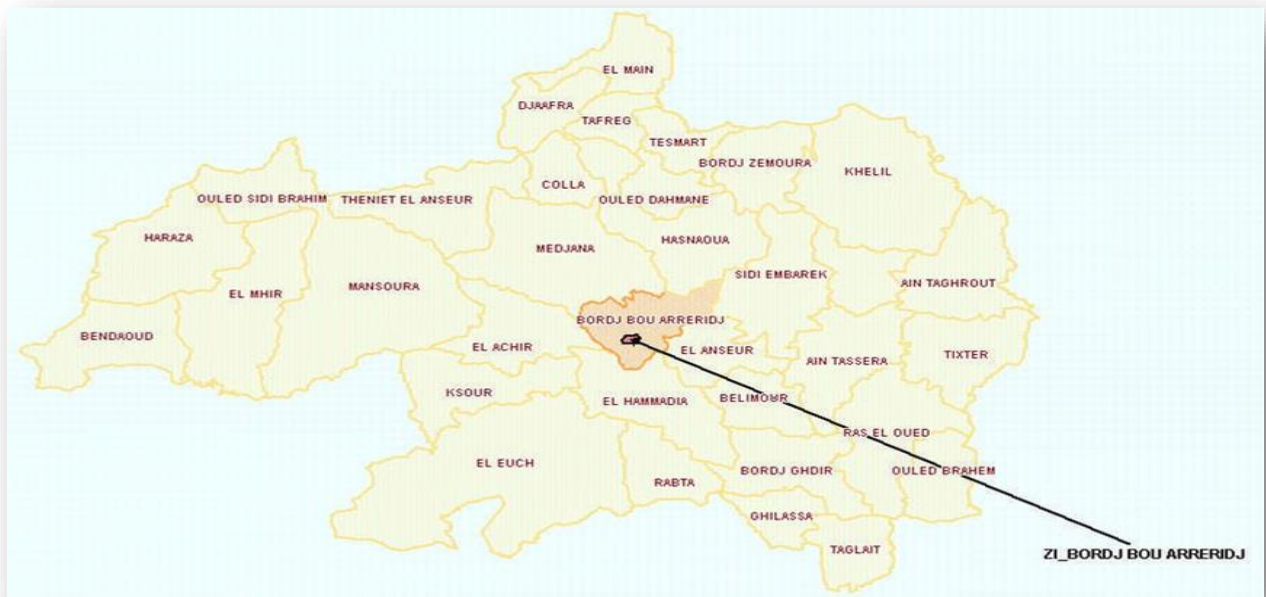 EL MAIN
DJAAFRA
TAFREG
TESMART
BORDJ ZEMOURA
KHELIL
COLLA
OULED SIDI BRAHIM
THENIET EL ANSEUR
OULED DAHMANE
HARAZA
HASNAOUA
MEDJANA
SIDI EMBAREK
AIN TAGHROUT
EL MHIR
MANSOURA
BORDJ BOU ARRERIDJ
BENDAOUD
EL ACHIR
EL ANSEUR
AIN TASSERA
TIXTER
KSOUR
EL HAMMADIA
BELIMOUR
RAS EL OUED
EL EUCH
RABTA
BORDJ GHDIR
OULED BRAHEM
GHILASSA
TAGLAIT
ZI_BORDJ BOU ARRERIDJ